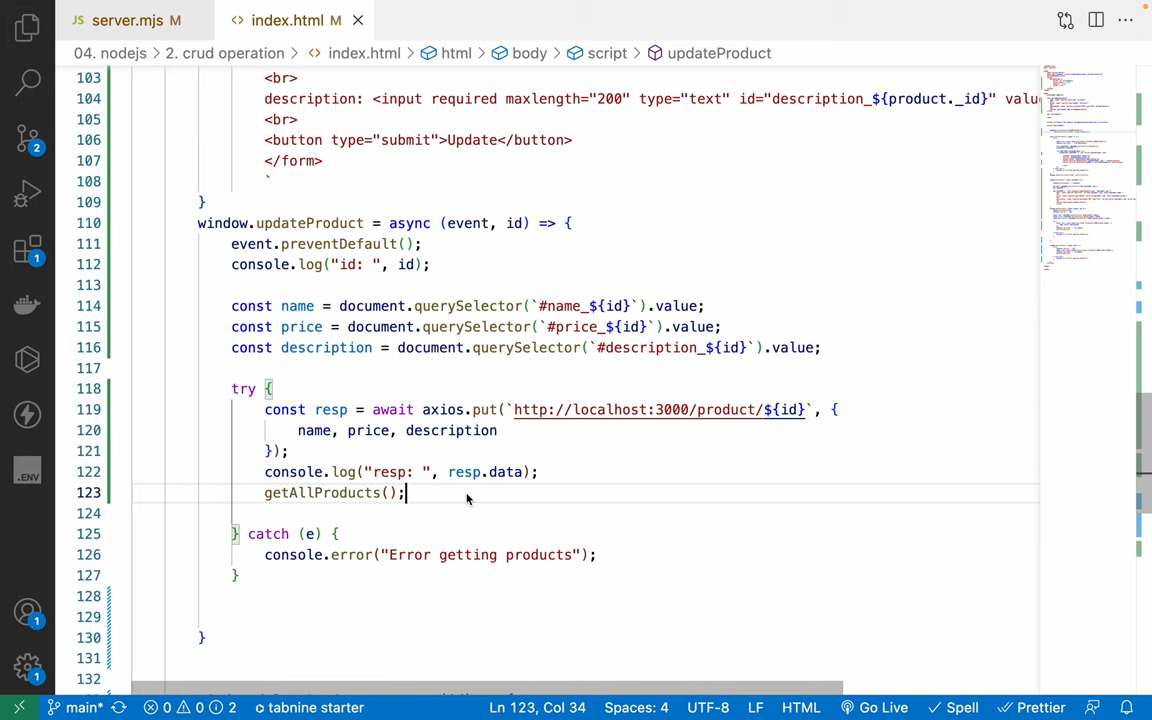 JS server.mjs M
<> index.html M
04. nodejs > 2. crud operation > <> index.html > html > body > script > updateProduct
103 <br>
104 description: <input required maxlength="200" type="text" id="description_${product._id}" valu
105 <br>
106 <button type="submit">Update</button>
107 </form>
108 `
109 }
110 window.updateProduct = async (event, id) => {
111 event.preventDefault();
112 console.log("id: ", id);
113
114 const name = document.querySelector(`#name_${id}`).value;
115 const price = document.querySelector(`#price_${id}`).value;
116 const description = document.querySelector(`#description_${id}`).value;
117
118 try {
119 const resp = await axios.put(`http://localhost:3000/product/${id}`, {
120 name, price, description
121 });
122 console.log("resp: ", resp.data);
123 getAllProducts();
124
125 } catch (e) {
126 console.error("Error getting products");
127 }
128
129
130 }
131
132
2
1
.ENV
1
1
main* 0 0 2 tabnine starter Ln 123, Col 34 Spaces: 4 UTF-8 LF HTML Go Live Spell Prettier